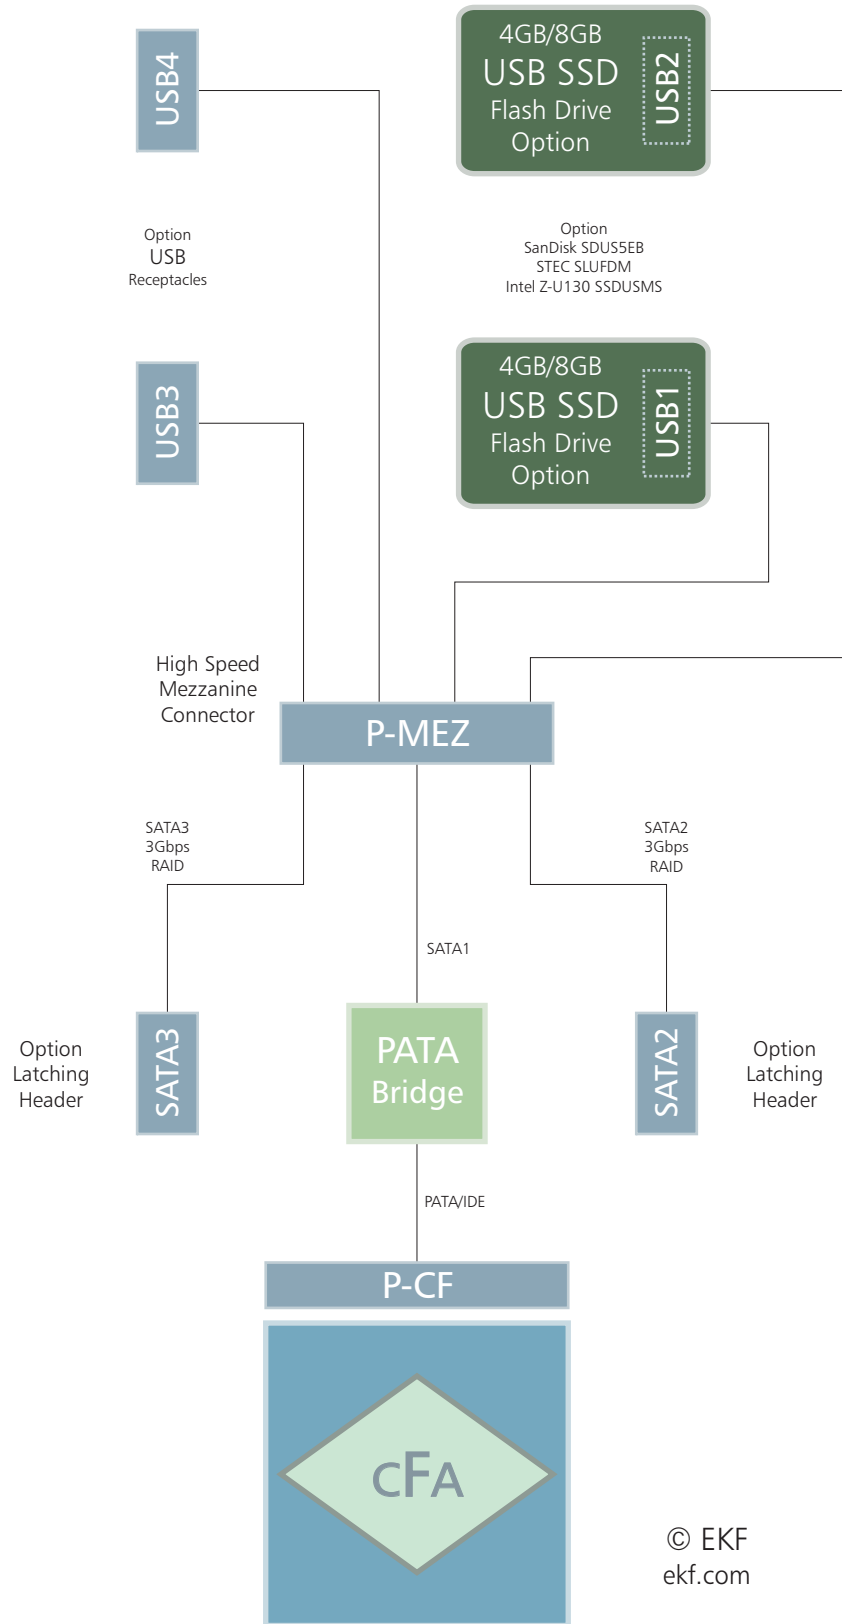 USB4
4GB/8GB
USB SSD
Flash Drive
Option
USB2
Option
USB
Receptacles
Option
SanDisk SDUS5EB
STEC SLUFDM
Intel Z-U130 SSDUSMS
USB3
4GB/8GB
USB SSD
Flash Drive
Option
USB1
High Speed
Mezzanine
Connector
P-MEZ
SATA3
3Gbps
RAID
SATA2
3Gbps
RAID
SATA1
Option
Latching
Header
SATA3
PATA
Bridge
SATA2
Option
Latching
Header
PATA/IDE
P-CF
CFA
© EKF
ekf.com